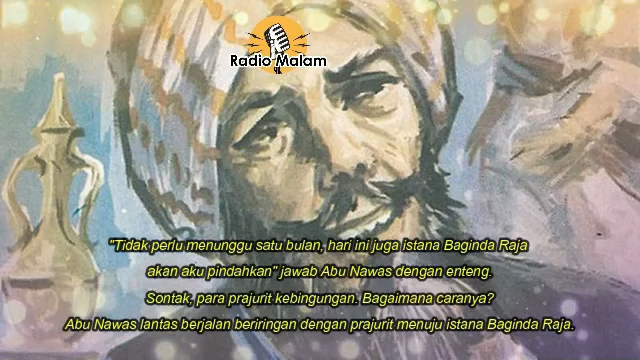 Radio Malam
"Tidak perlu menunggu satu bulan, hari ini juga istana Baginda Raja
akan aku pindahkan" jawab Abu Nawas dengan enteng.
Sontak, para prajurit kebingungan. Bagaimana caranya?
Abu Nawas lantas berjalan beriringan dengan prajurit menuju istana Baginda Raja.